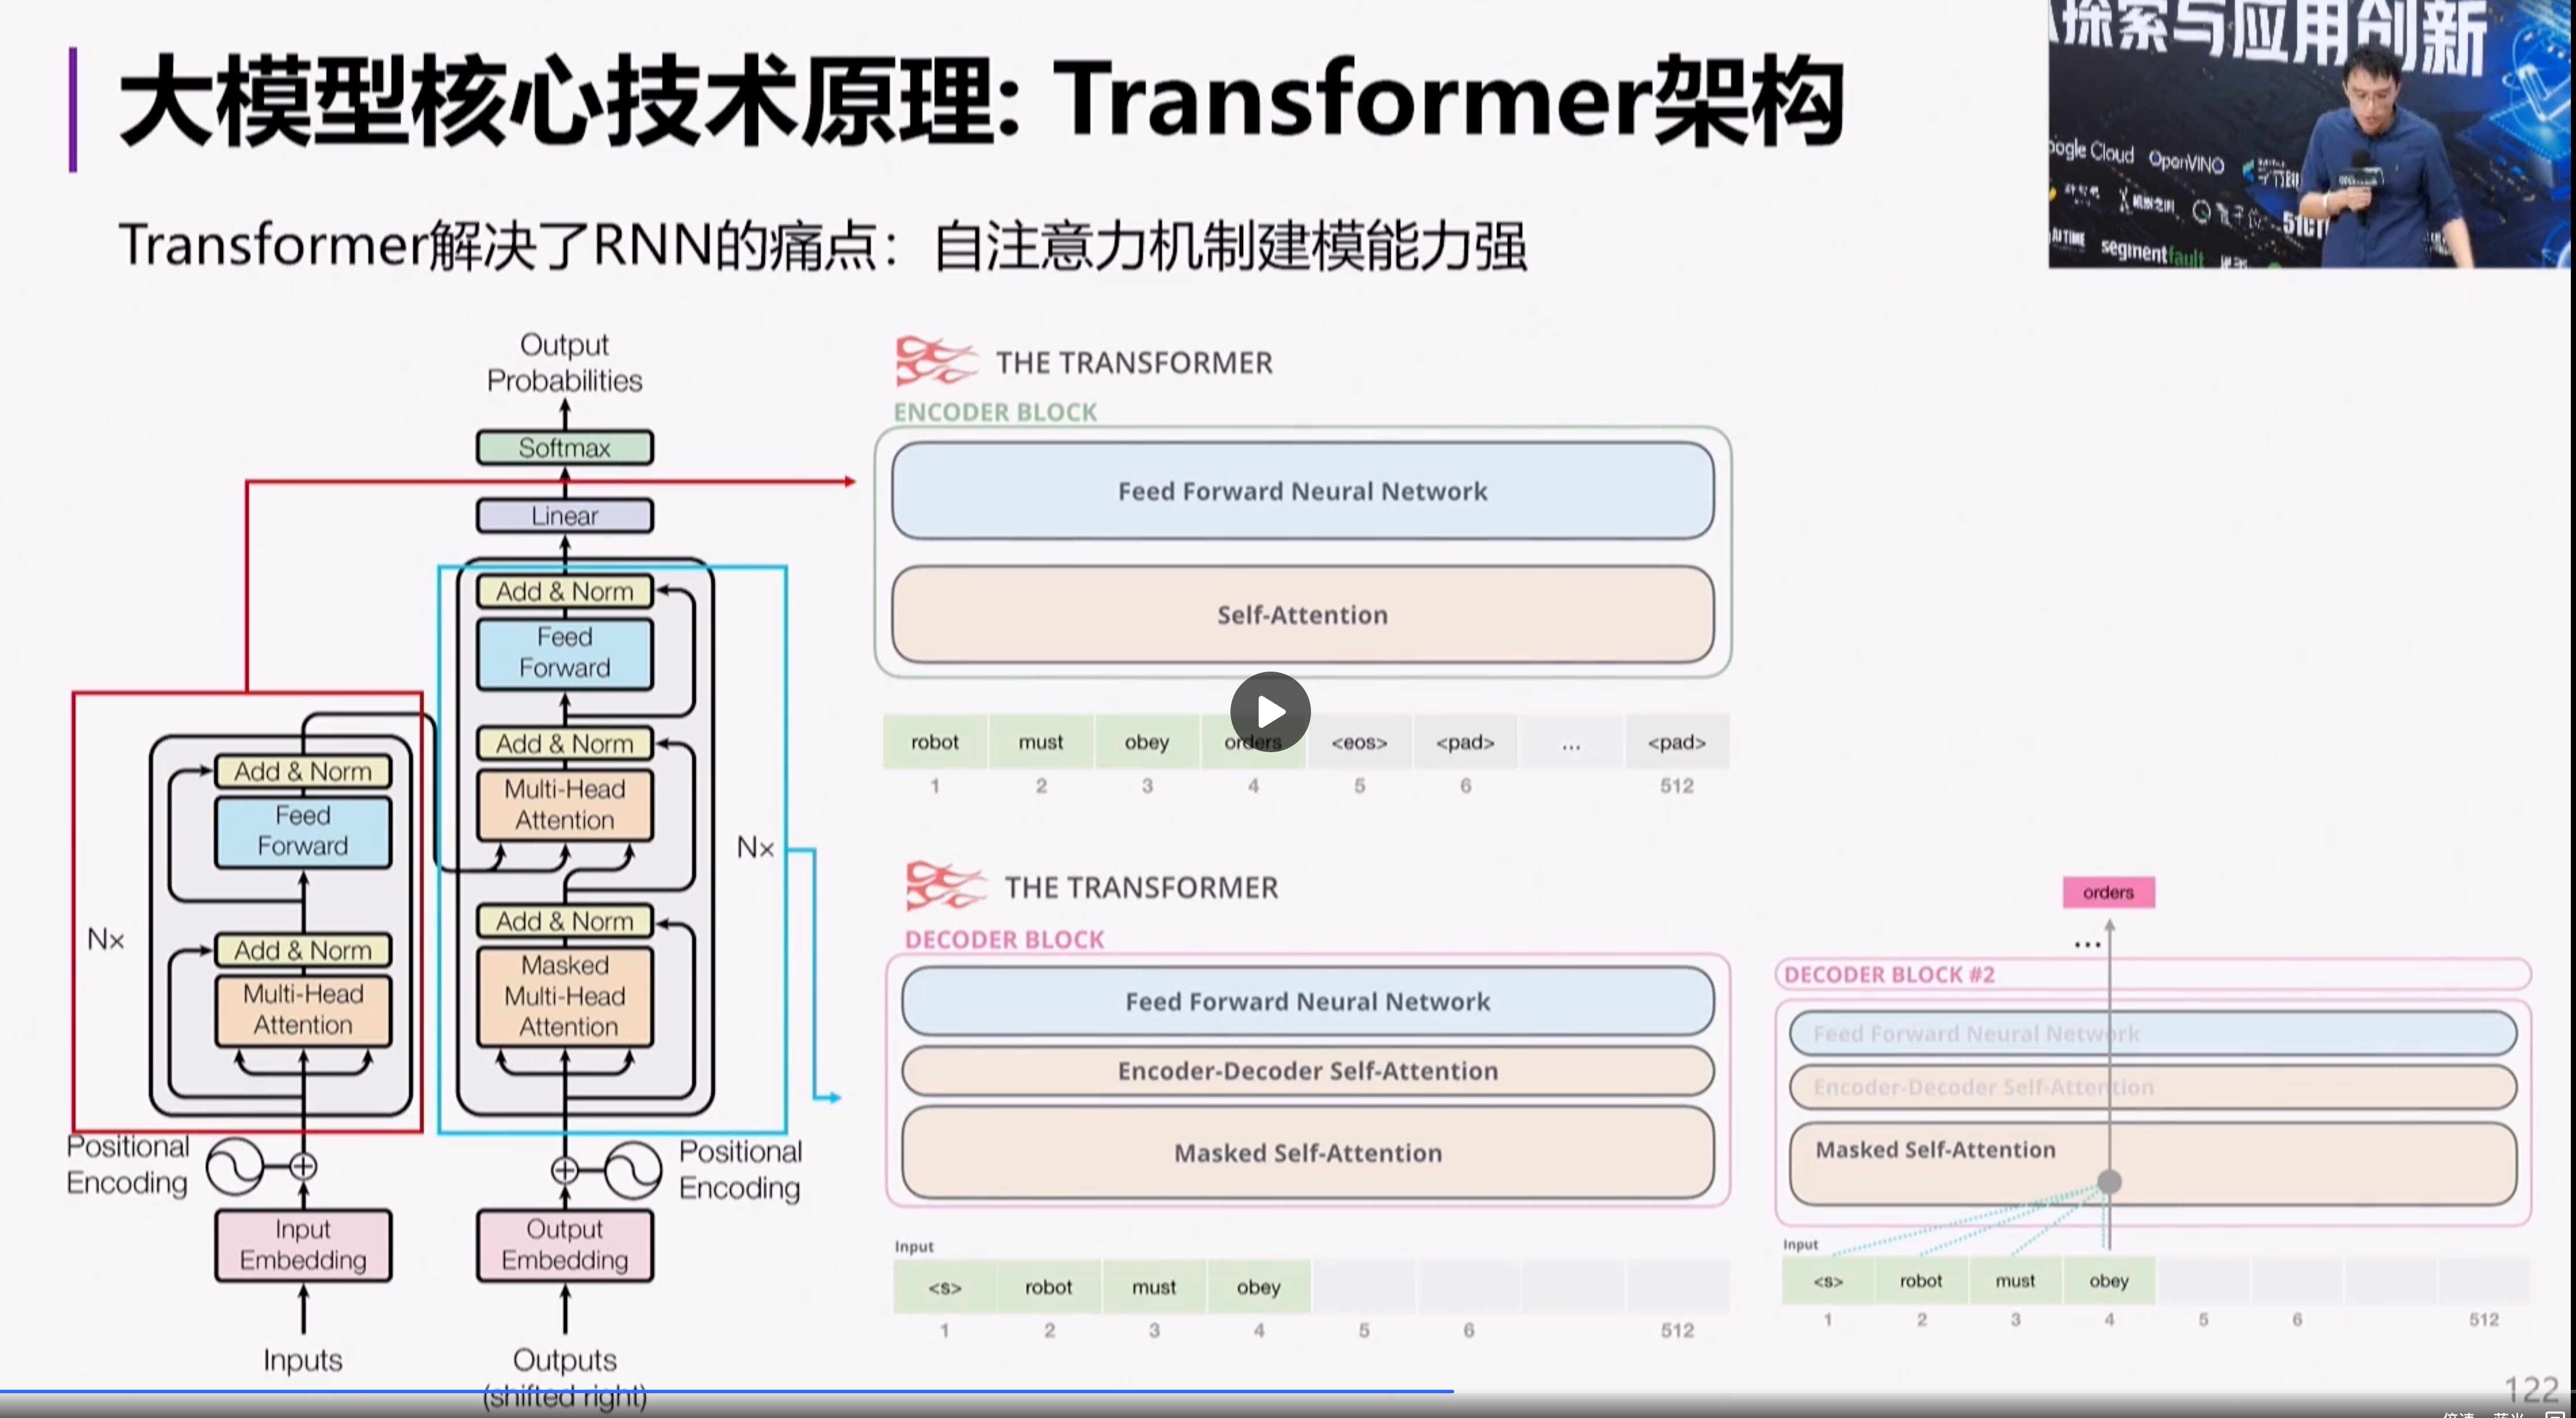 大模型核心技术原理: Transformer架构
Transformer解决了RNN的痛点：自注意力机制建模能力强
探索与应用创新
oogle Cloud
OpenVINO
AI TIME
segmentfault
Output
Probabilities
Softmax
Linear
Add & Norm
Feed
Forward
Add & Norm
Multi-Head
Attention
Add & Norm
Masked
Multi-Head
Attention
N×
Add & Norm
Feed
Forward
Add & Norm
Multi-Head
Attention
N×
Positional
Encoding
Positional
Encoding
Input
Embedding
Output
Embedding
Inputs
Outputs
(shifted right)
THE TRANSFORMER
ENCODER BLOCK
Feed Forward Neural Network
Self-Attention
robot must obey orders <eos> <pad> ... <pad>
1 2 3 4 5 6 512
THE TRANSFORMER
DECODER BLOCK
Feed Forward Neural Network
Encoder-Decoder Self-Attention
Masked Self-Attention
Input
<s> robot must obey
1 2 3 4 5 6 512
orders
...
DECODER BLOCK #2
Feed Forward Neural Network
Encoder-Decoder Self-Attention
Masked Self-Attention
Input
<s> robot must obey
1 2 3 4 5 6 512
122